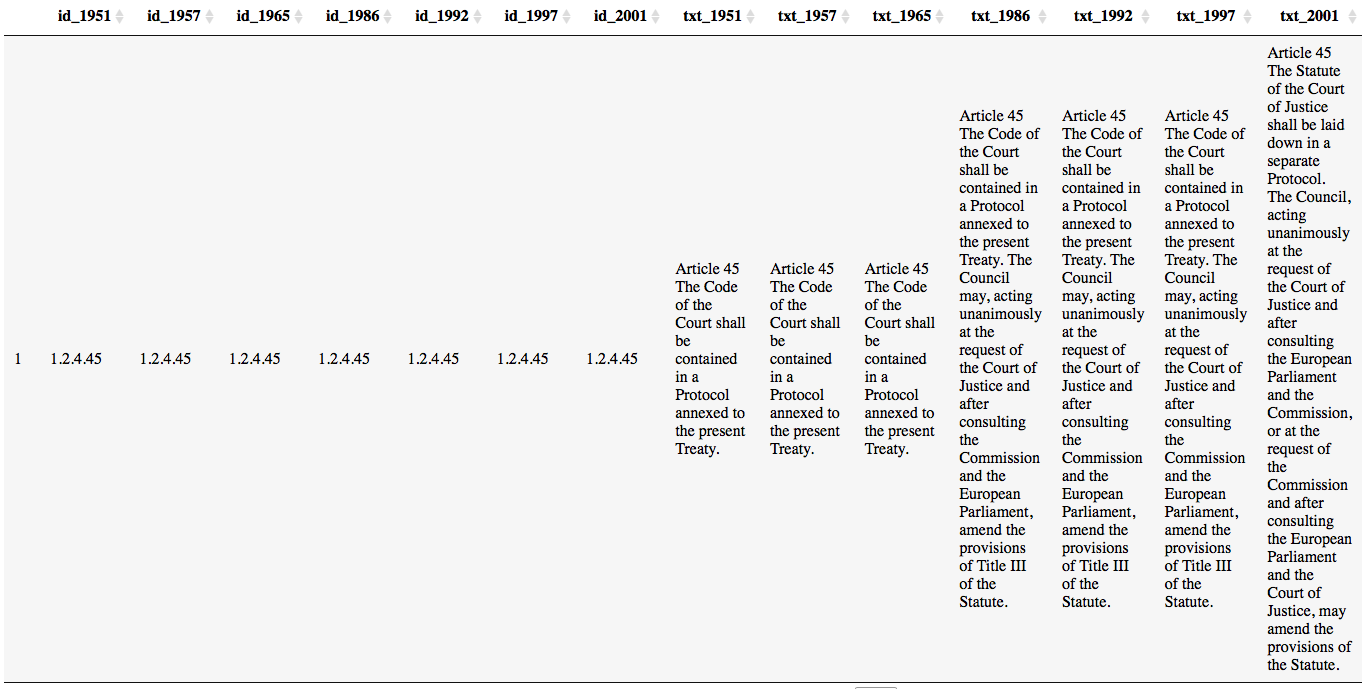 id_1951 id_1957 id_1965 id_1986 id_1992 id_1997 id_2001 txt_1951 txt_1957 txt_1965 txt_1986 txt_1992 txt_1997 txt_2001
1 1.2.4.45 1.2.4.45 1.2.4.45 1.2.4.45 1.2.4.45 1.2.4.45 1.2.4.45
Article 45
The Code
of the
Court shall
be
contained
in a
Protocol
annexed to
the present
Treaty.
Article 45
The Code
of the
Court shall
be
contained
in a
Protocol
annexed to
the present
Treaty.
Article 45
The Code
of the
Court shall
be
contained
in a
Protocol
annexed to
the present
Treaty.
Article 45
The Code of
the Court
shall be
contained in
a Protocol
annexed to
the present
Treaty. The
Council
may, acting
unanimously
at the
request of
the Court of
Justice and
after
consulting
the
Commission
and the
European
Parliament,
amend the
provisions
of Title III
of the
Statute.
Article 45
The Code of
the Court
shall be
contained in
a Protocol
annexed to
the present
Treaty. The
Council
may, acting
unanimously
at the
request of
the Court of
Justice and
after
consulting
the
Commission
and the
European
Parliament,
amend the
provisions
of Title III
of the
Statute.
Article 45
The Code of
the Court
shall be
contained in
a Protocol
annexed to
the present
Treaty. The
Council
may, acting
unanimously
at the
request of
the Court of
Justice and
after
consulting
the
Commission
and the
European
Parliament,
amend the
provisions
of Title III
of the
Statute.
Article 45
The Statute
of the Court
of Justice
shall be laid
down in a
separate
Protocol.
The Council,
acting
unanimously
at the
request of
the Court of
Justice and
after
consulting
the European
Parliament
and the
Commission,
or at the
request of
the
Commission
and after
consulting
the European
Parliament
and the
Court of
Justice, may
amend the
provisions of
the Statute.